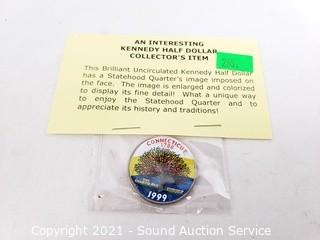 AN INTERESTING
KENNEDY HALF DOLLAR
COLLECTOR'S ITEM
This Brilliant Uncirculated Kennedy Half Dollar
has a Statehood Quarter's image imposed on
the face. The image is enlarged and colorized
to display its fine detail! What a unique way
to enjoy the Statehood Quarter and to
appreciate its history and traditions!
CONNECTICUT
1788
1999
Copyright 2021 - Sound Auction Service